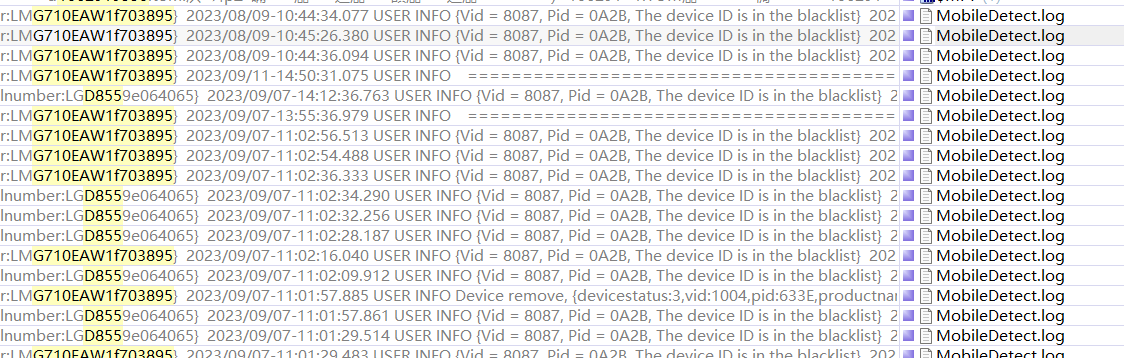 r:LMG710EAW1f703895} 2023/08/09-10:44:34.077 USER INFO {Vid = 8087, Pid = 0A2B, The device ID is in the blacklist} 202 MobileDetect.log
r:LMG710EAW1f703895} 2023/08/09-10:45:26.380 USER INFO {Vid = 8087, Pid = 0A2B, The device ID is in the blacklist} 202 MobileDetect.log
r:LMG710EAW1f703895} 2023/08/09-10:44:36.094 USER INFO {Vid = 8087, Pid = 0A2B, The device ID is in the blacklist} 202 MobileDetect.log
r:LMG710EAW1f703895} 2023/09/11-14:50:31.075 USER INFO ======================================== MobileDetect.log
lnumber:LGD8559e064065} 2023/09/07-14:12:36.763 USER INFO {Vid = 8087, Pid = 0A2B, The device ID is in the blacklist} 2 MobileDetect.log
r:LMG710EAW1f703895} 2023/09/07-13:55:36.979 USER INFO ======================================== MobileDetect.log
r:LMG710EAW1f703895} 2023/09/07-11:02:56.513 USER INFO {Vid = 8087, Pid = 0A2B, The device ID is in the blacklist} 202 MobileDetect.log
r:LMG710EAW1f703895} 2023/09/07-11:02:54.488 USER INFO {Vid = 8087, Pid = 0A2B, The device ID is in the blacklist} 202 MobileDetect.log
r:LMG710EAW1f703895} 2023/09/07-11:02:36.333 USER INFO {Vid = 8087, Pid = 0A2B, The device ID is in the blacklist} 202 MobileDetect.log
lnumber:LGD8559e064065} 2023/09/07-11:02:34.290 USER INFO {Vid = 8087, Pid = 0A2B, The device ID is in the blacklist} 2 MobileDetect.log
lnumber:LGD8559e064065} 2023/09/07-11:02:32.256 USER INFO {Vid = 8087, Pid = 0A2B, The device ID is in the blacklist} 2 MobileDetect.log
lnumber:LGD8559e064065} 2023/09/07-11:02:28.187 USER INFO {Vid = 8087, Pid = 0A2B, The device ID is in the blacklist} 2 MobileDetect.log
r:LMG710EAW1f703895} 2023/09/07-11:02:16.040 USER INFO {Vid = 8087, Pid = 0A2B, The device ID is in the blacklist} 202 MobileDetect.log
lnumber:LGD8559e064065} 2023/09/07-11:02:09.912 USER INFO {Vid = 8087, Pid = 0A2B, The device ID is in the blacklist} 2 MobileDetect.log
r:LMG710EAW1f703895} 2023/09/07-11:01:57.885 USER INFO Device remove, {devicestatus:3,vid:1004,pid:633E,productnar MobileDetect.log
lnumber:LGD8559e064065} 2023/09/07-11:01:57.861 USER INFO {Vid = 8087, Pid = 0A2B, The device ID is in the blacklist} 2 MobileDetect.log
lnumber:LGD8559e064065} 2023/09/07-11:01:29.514 USER INFO {Vid = 8087, Pid = 0A2B, The device ID is in the blacklist} 2 MobileDetect.log
r:LMG710EAW1f703895} 2023/09/07-11:01:29.483 USER INFO {Vid = 8087, Pid = 0A2B, The device ID is in the blacklist} 202 MobileDetect.log